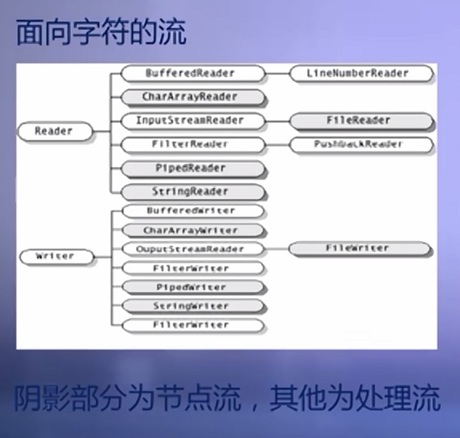 面向字符的流
BufferedReader
LineNumberReader
CharArrayReader
InputStreamReader
FileReader
Reader
FilterReader
PushbackReader
PipedReader
StringReader
BufferedWriter
CharArrayWriter
OuputStreamReader
FileWriter
Writer
FilterWriter
PipedWriter
StringWriter
FilterWriter
阴影部分为节点流，其他为处理流